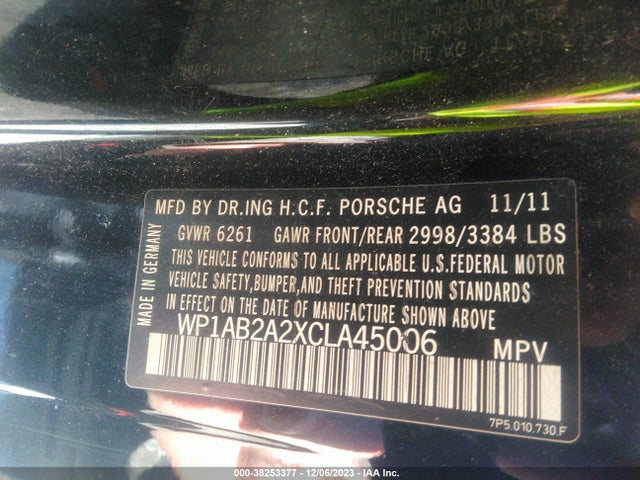 MFD BY DR.ING H.C.F. PORSCHE AG 11/11
GVWR 6261 GAWR FRONT/REAR 2998/3384 LBS
THIS VEHICLE CONFORMS TO ALL APPLICABLE U.S.FEDERAL MOTOR
VEHICLE SAFETY,BUMPER,AND THEFT PREVENTION STANDARDS
IN EFFECT ON THE DATE OF MANUFACTURE SHOWN ABOVE.
WP1AB2A2XCLA45006 MPV
MADE IN GERMANY
7P5.010.730.F
000-38253377 - 12/06/2023 - IAA Inc.